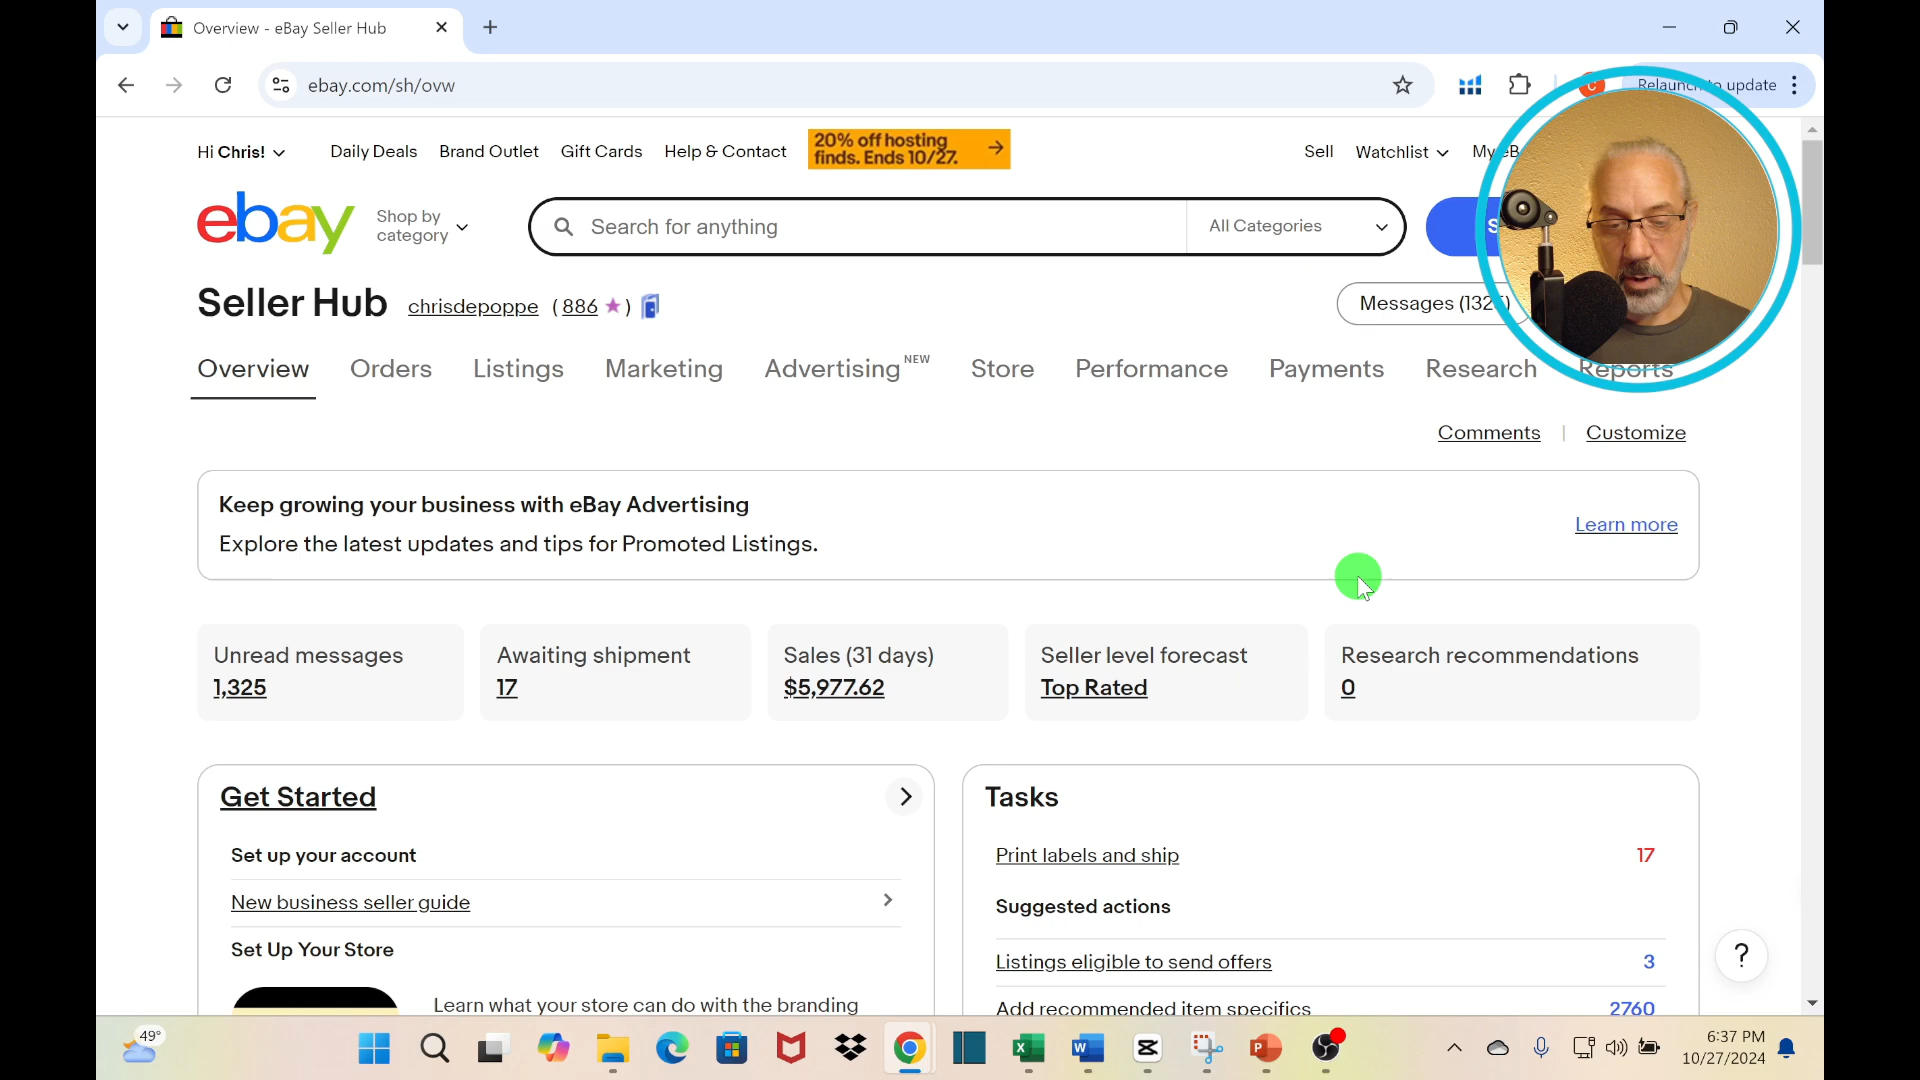 Overview - eBay Seller Hub
ebay.com/sh/ovw
Relaunch to update
Hi Chris!
Daily Deals
Brand Outlet
Gift Cards
Help & Contact
20% off hosting
finds. Ends 10/27.
Sell
Watchlist
ebay
Shop by
category
Search for anything
All Categories
Seller Hub
chrisdepoppe
(886 )
Messages (1325)
Overview
Orders
Listings
Marketing
Advertising NEW
Store
Performance
Payments
Research
Reports
Comments
Customize
Keep growing your business with eBay Advertising
Explore the latest updates and tips for Promoted Listings.
Learn more
Unread messages
1,325
Awaiting shipment
17
Sales (31 days)
$5,977.62
Seller level forecast
Top Rated
Research recommendations
0
Get Started
Set up your account
New business seller guide
Set Up Your Store
Learn what your store can do with the branding
Tasks
Print labels and ship
17
Suggested actions
Listings eligible to send offers
3
Add recommended item specifics
2760
?
49°
6:37 PM
10/27/2024